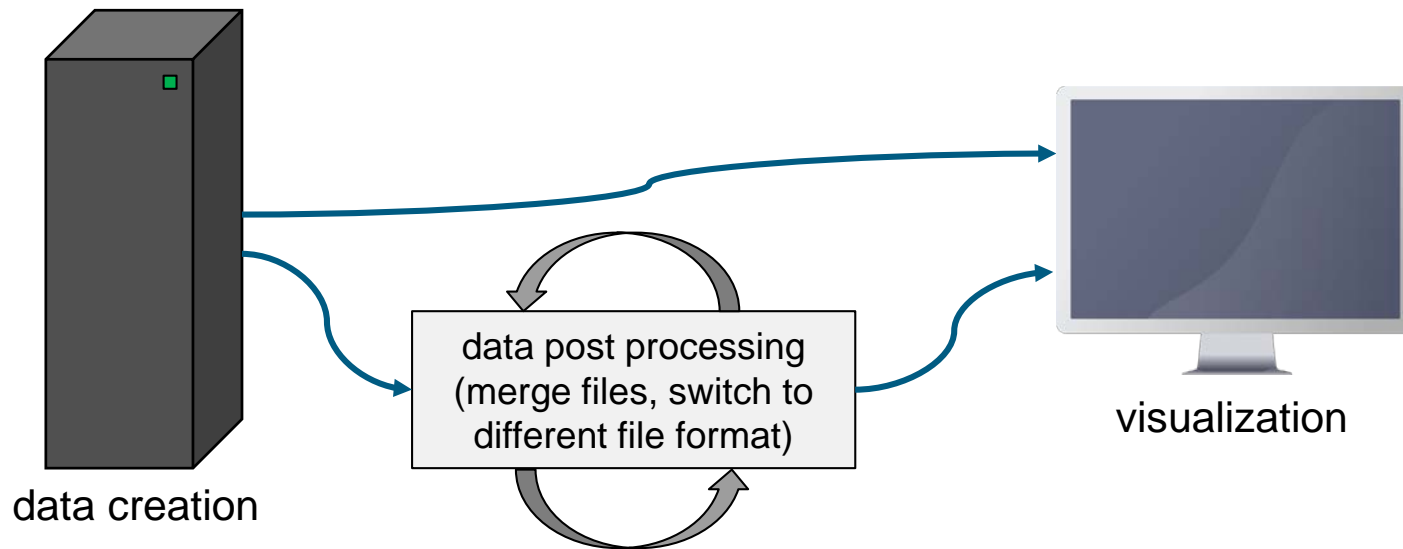 data post processing
(merge files, switch to
different file format)
visualization
data creation